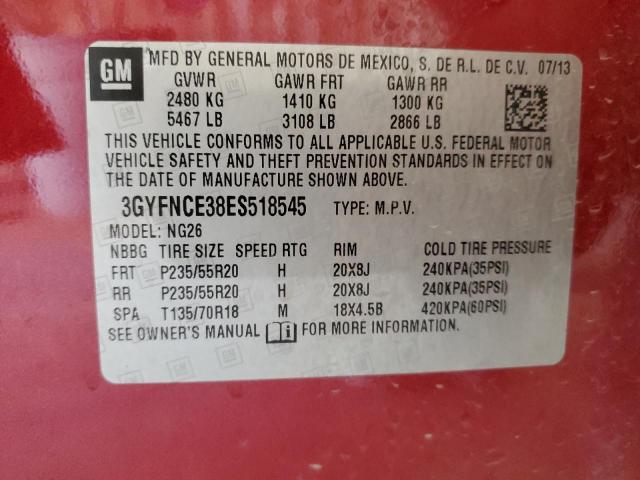 GM MFD BY GENERAL MOTORS DE MEXICO, S. DE R.L. DE C.V. 07/13
GVWR GAWR FRT GAWR RR
2480 KG 1410 KG 1300 KG
5467 LB 3108 LB 2866 LB
THIS VEHICLE CONFORMS TO ALL APPLICABLE U.S. FEDERAL MOTOR
VEHICLE SAFETY AND THEFT PREVENTION STANDARDS IN EFFECT ON
THE DATE OF MANUFACTURE SHOWN ABOVE.
3GYFNCE38ES518545 TYPE: M.P.V.
MODEL: NG26
NBBG TIRE SIZE SPEED RTG RIM COLD TIRE PRESSURE
FRT P235/55R20 H 20X8J 240KPA(35PSI)
RR P235/55R20 H 20X8J 240KPA(35PSI)
SPA T135/70R18 M 18X4.5B 420KPA(60PSI)
SEE OWNER'S MANUAL FOR MORE INFORMATION.